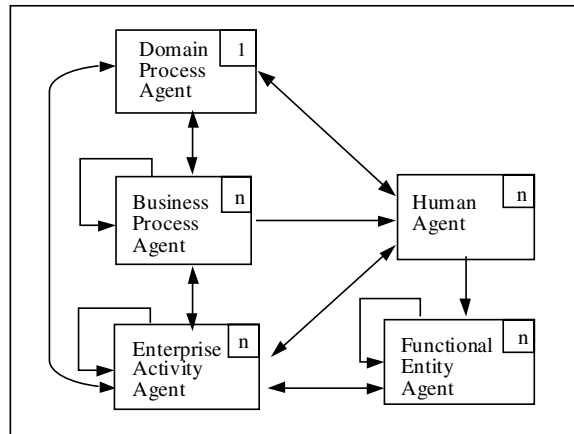 Domain
Process
Agent
1
Business
Process
Agent
n
Human
Agent
n
Enterprise
Activity
Agent
n
Functional
Entity
Agent
n